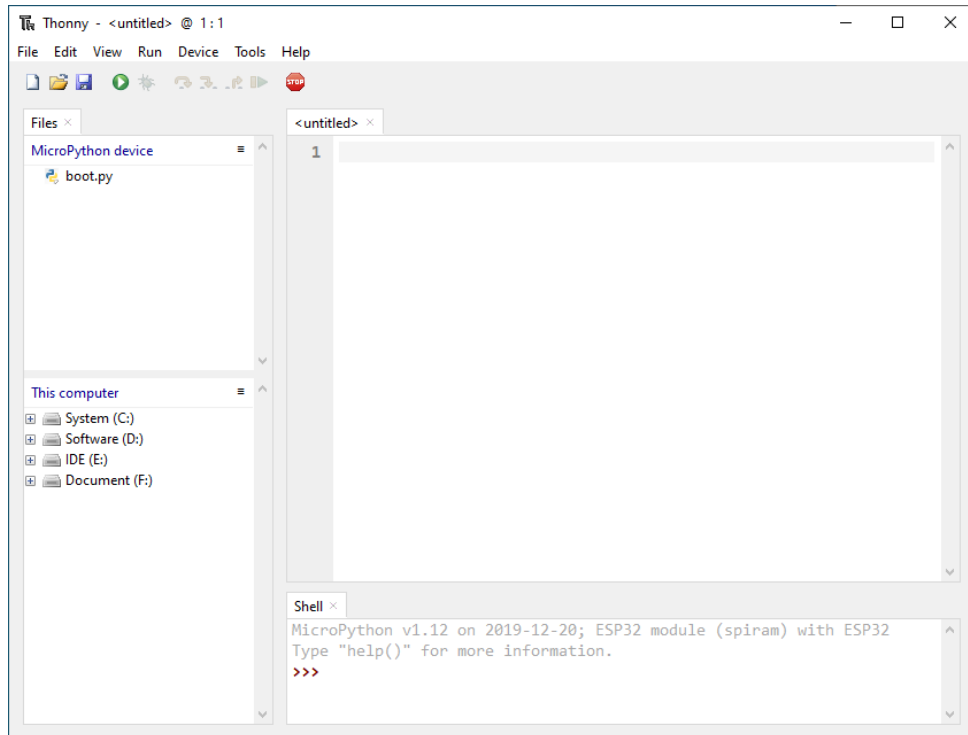 Thonny - <untitled> @ 1:1
File Edit View Run Device Tools Help
STOP
Files
MicroPython device
boot.py
This computer
System (C:)
Software (D:)
IDE (E:)
Document (F:)
<untitled>
1
Shell
MicroPython v1.12 on 2019-12-20; ESP32 module (spiram) with ESP32
Type "help()" for more information.
>>>